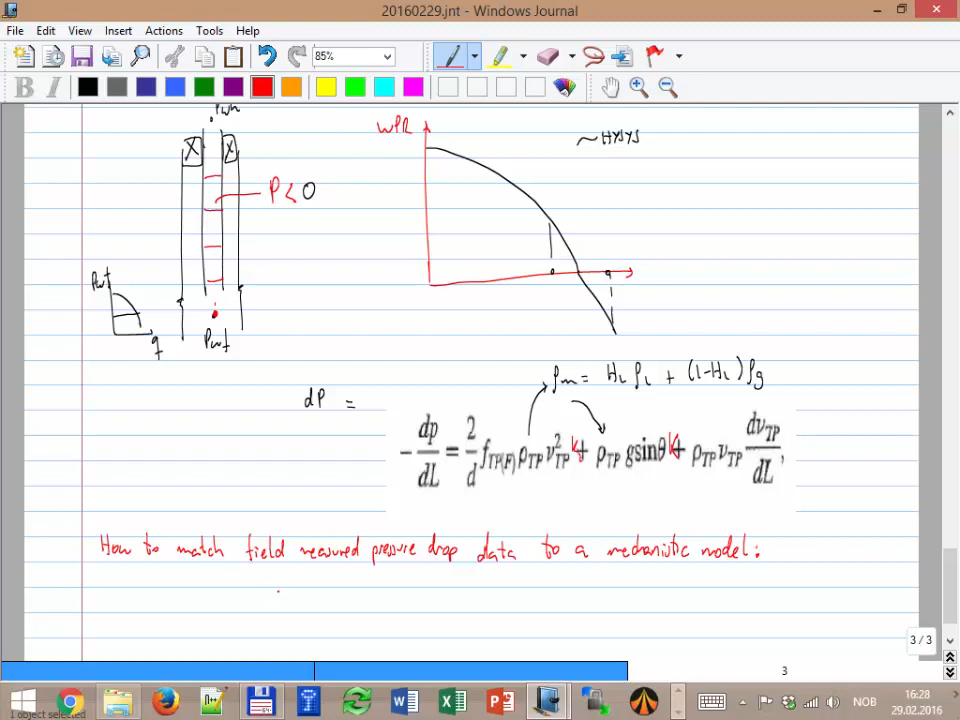 20160229.jnt - Windows Journal
File Edit View Insert Actions Tools Help
85%
B I
Pwh
WPR
~HYSYS
X X
P < 0
Pwf
q
Pwf
ρm = HL ρL + (1-HL) ρg
dP =
-dp/dL = 2/d fTP(F) ρTP v²TP + ρTP gsinθ + ρTP vTP dvTP/dL,
How to match field measured pressure drop data to a mechanistic model:
3 / 3
3
1 object selected
NOB
16:28
29.02.2016